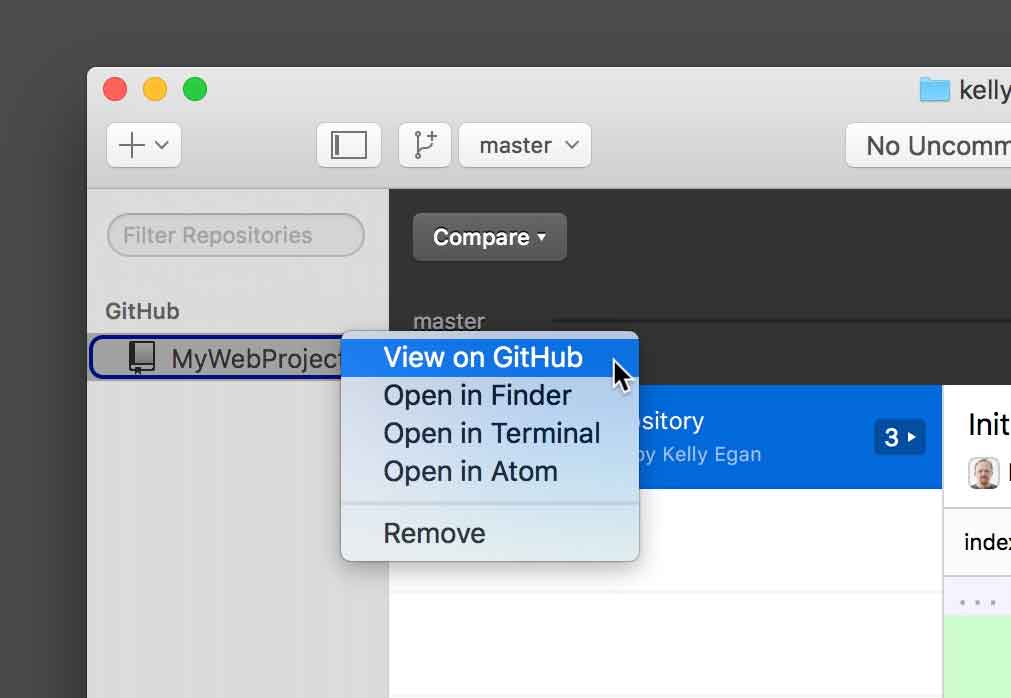 kelly
master
No Uncomm
Filter Repositories
Compare
GitHub
master
MyWebProject
View on GitHub
Open in Finder
Open in Terminal
Open in Atom
Remove
sitory
by Kelly Egan
3
Init
index
...